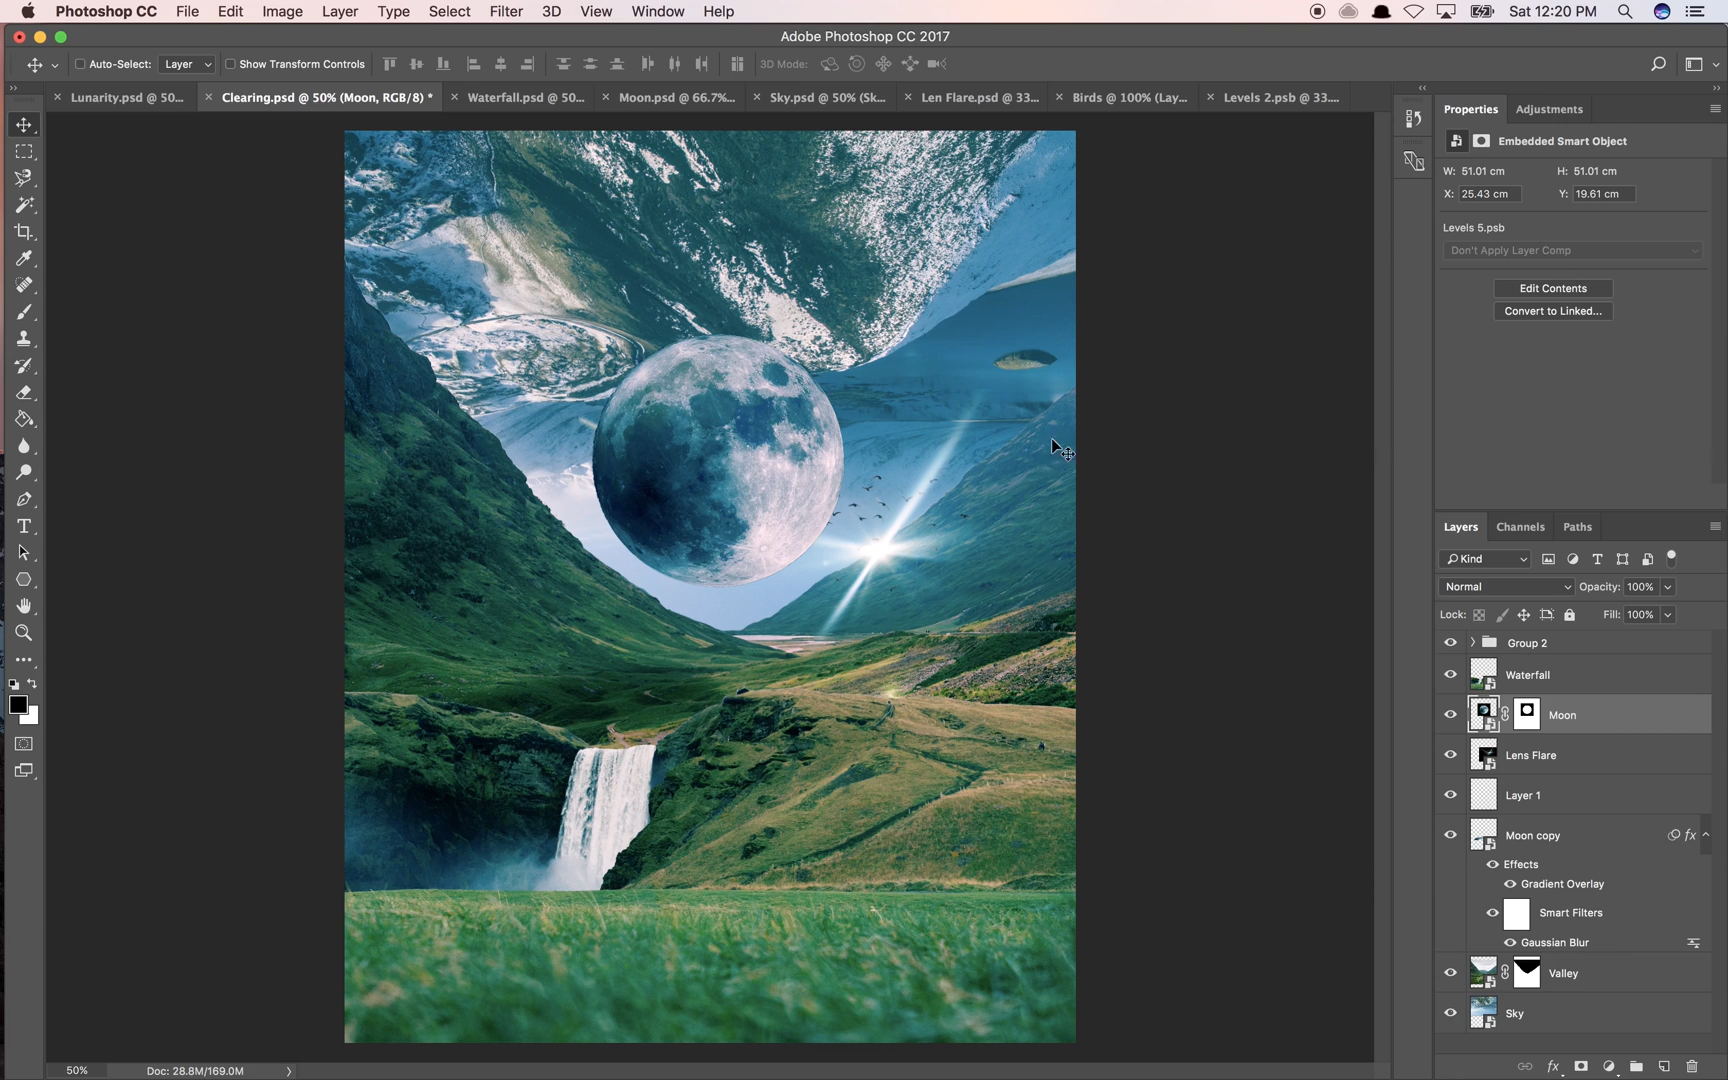 Photoshop CC File Edit Image Layer Type Select Filter 3D View Window Help Sat 12:20 PM
Adobe Photoshop CC 2017
Auto-Select: Layer Show Transform Controls 3D Mode:
Lunarity.psd @ 50... Clearing.psd @ 50% (Moon, RGB/8) * Waterfall.psd @ 50... Moon.psd @ 66.7%... Sky.psd @ 50% (Sk... Len Flare.psd @ 33... Birds @ 100% (Lay... Levels 2.psb @ 33....
Properties Adjustments
Embedded Smart Object
W: 51.01 cm H: 51.01 cm
X: 25.43 cm Y: 19.61 cm
Levels 5.psb
Don't Apply Layer Comp
Edit Contents
Convert to Linked...
Layers Channels Paths
Kind
Normal Opacity: 100%
Lock: Fill: 100%
Group 2
Waterfall
Moon
Lens Flare
Layer 1
Moon copy fx
Effects
Gradient Overlay
Smart Filters
Gaussian Blur
Valley
Sky
50% Doc: 28.8M/169.0M
fx